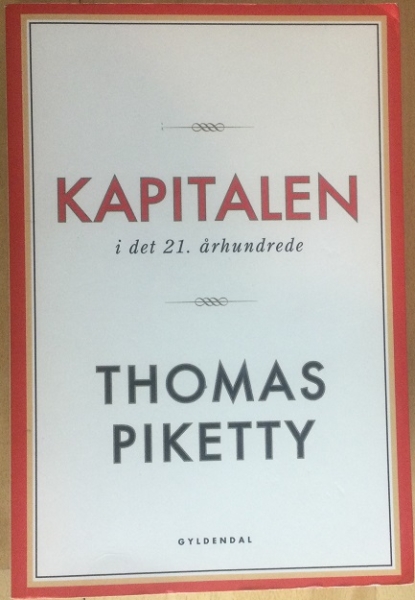 KAPITALEN
i det 21. århundrede
THOMAS
PIKETTY
GYLDENDAL